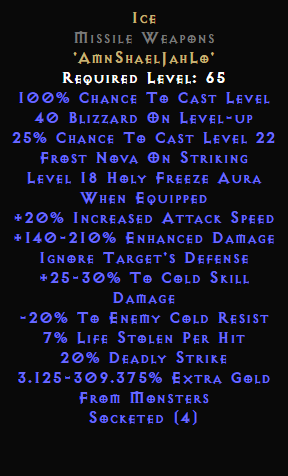 Ice
Missile Weapons
'AmnShaelJahLo'
Required Level: 65
100% Chance To Cast Level
40 Blizzard On Level-up
25% Chance To Cast Level 22
Frost Nova On Striking
Level 18 Holy Freeze Aura
When Equipped
+20% Increased Attack Speed
+140-210% Enhanced Damage
Ignore Target's Defense
+25-30% To Cold Skill
Damage
-20% To Enemy Cold Resist
7% Life Stolen Per Hit
20% Deadly Strike
3.125-309.375% Extra Gold
From Monsters
Socketed (4)